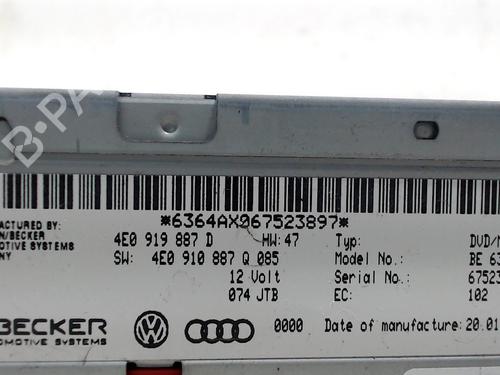 B-PA
*6364AX067523897*
ACTURED BY:
N/BECKER
MOTIVE SYSTEMS
NY
4E0 919 887 D HW: 47 Typ: DVD/N
SW: 4E0 910 887 Q 085 Model No.: BE 63
12 Volt Serial No.: 67523
074 JTB EC: 102
BECKER
OMOTIVE SYSTEMS
0000 Date of manufacture: 20.01